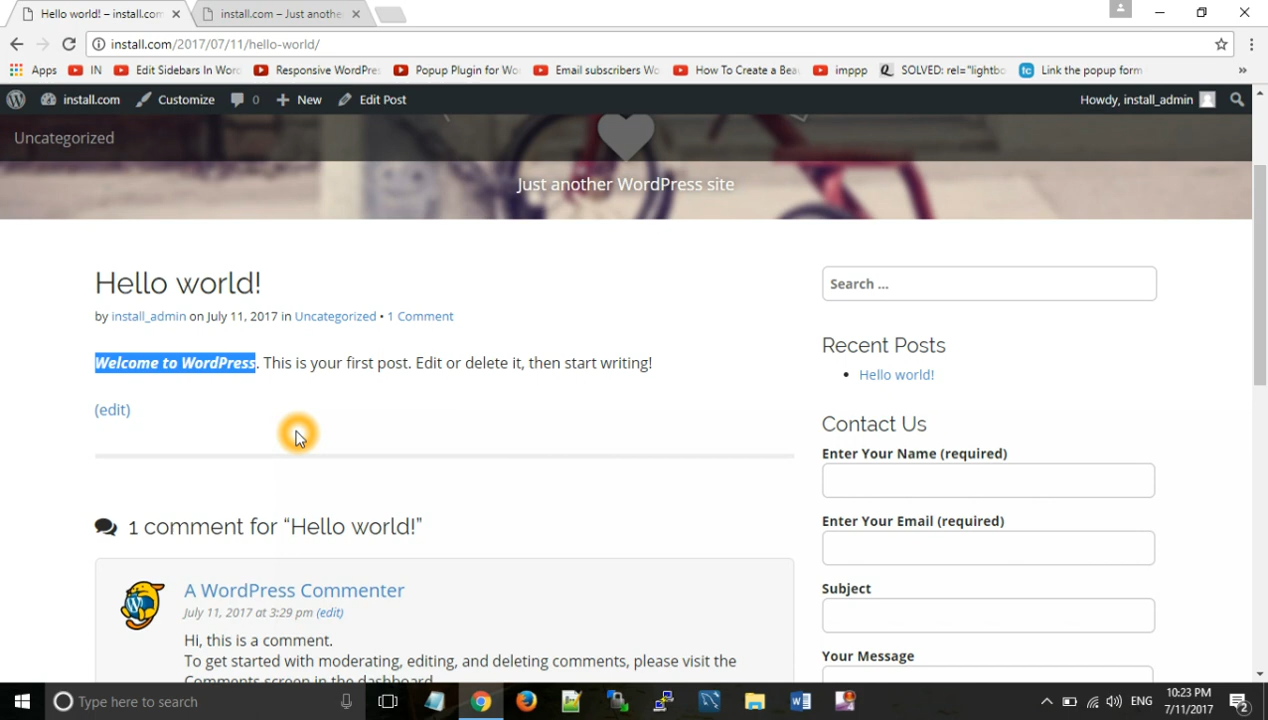 Hello world! – install.com
install.com – Just anothe
install.com/2017/07/11/hello-world/
Apps IN Edit Sidebars In Wor Responsive WordPre Popup Plugin for Wo Email subscribers Wo How To Create a Bea imppp SOLVED: rel="lightbo Link the popup form »
install.com Customize 0 New Edit Post Howdy, install_admin
Uncategorized
Just another WordPress site
Hello world!
by install_admin on July 11, 2017 in Uncategorized • 1 Comment
Welcome to WordPress. This is your first post. Edit or delete it, then start writing!
(edit)
1 comment for “Hello world!”
A WordPress Commenter
July 11, 2017 at 3:29 pm (edit)
Hi, this is a comment.
To get started with moderating, editing, and deleting comments, please visit the
Comments screen in the dashboard.
Search ...
Recent Posts
• Hello world!
Contact Us
Enter Your Name (required)
Enter Your Email (required)
Subject
Your Message
Type here to search
ENG
10:23 PM
7/11/2017
2